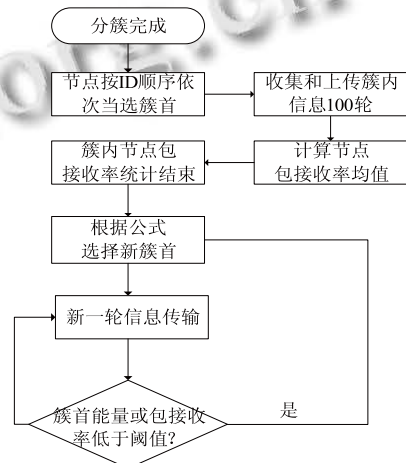 分簇完成
节点按ID顺序依
次当选簇首
收集和上传簇内
信息100轮
簇内节点包
接收率统计结束
计算节点
包接收率均值
根据公式
选择新簇首
新一轮信息传输
簇首能量或包接收
率低于阈值?
是